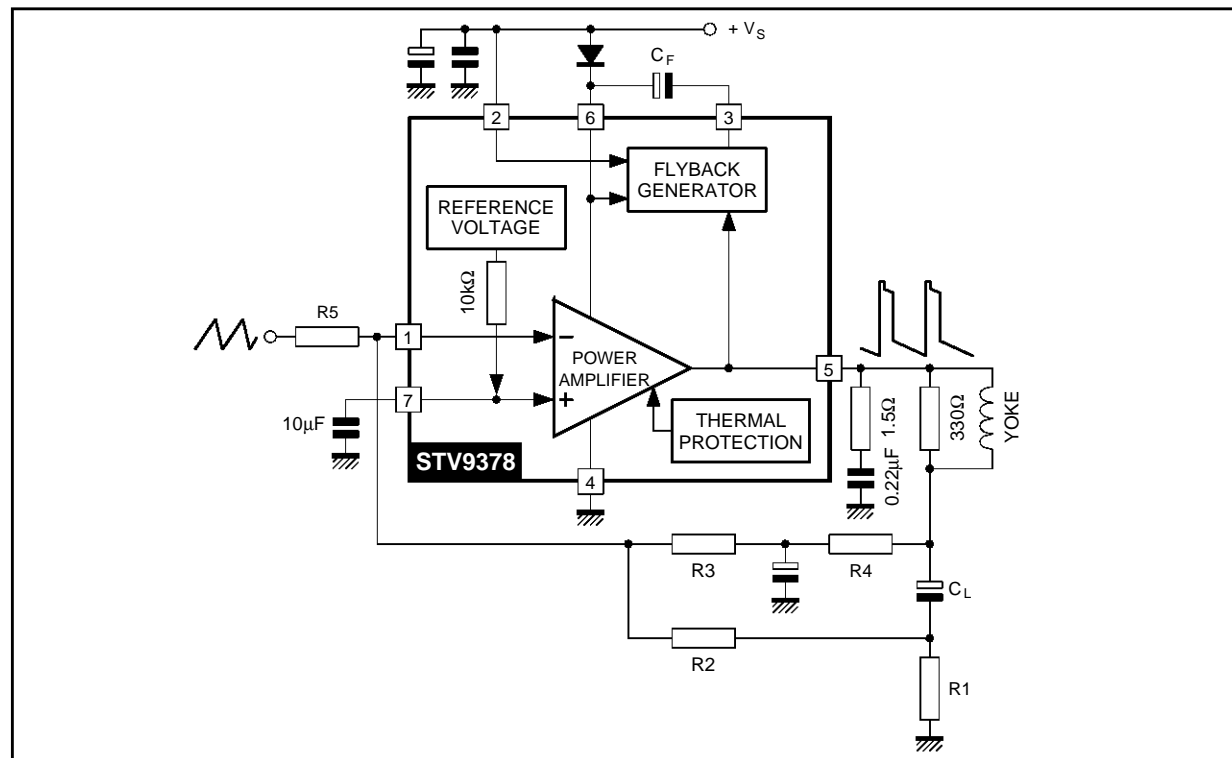 + VS
CF
2
6
3
FLYBACK
GENERATOR
REFERENCE
VOLTAGE
10kΩ
R5
1
POWER
AMPLIFIER
−
+
5
7
10µF
THERMAL
PROTECTION
1.5Ω
0.22µF
330Ω
YOKE
STV9378
4
R3
R4
CL
R2
R1